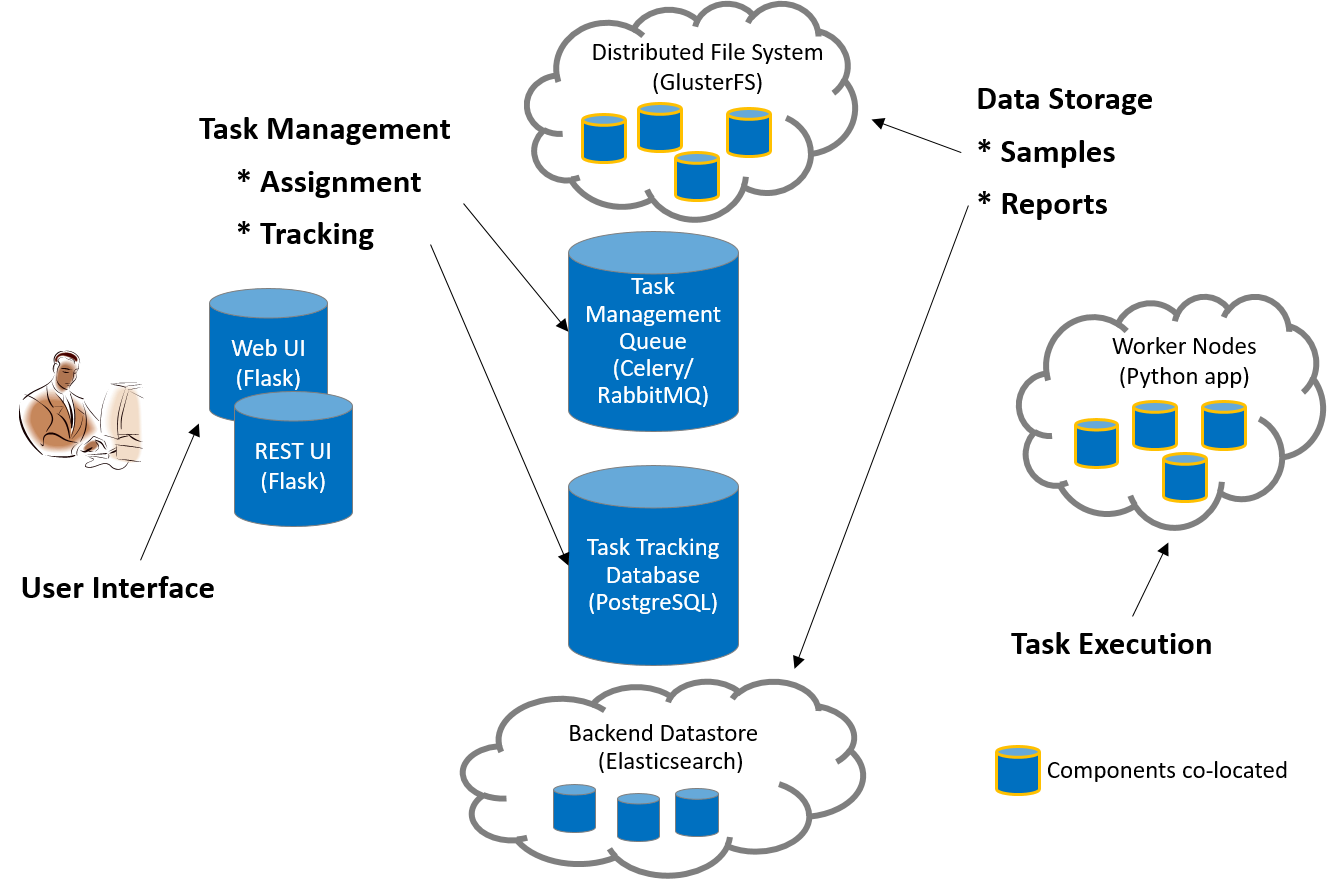 Distributed File System
(GlusterFS)
Data Storage
* Samples
* Reports
Task Management
* Assignment
* Tracking
Task
Management
Queue
(Celery/
RabbitMQ)
Web UI
(Flask)
REST UI
(Flask)
Worker Nodes
(Python app)
User Interface
Task Tracking
Database
(PostgreSQL)
Task Execution
Backend Datastore
(Elasticsearch)
Components co-located